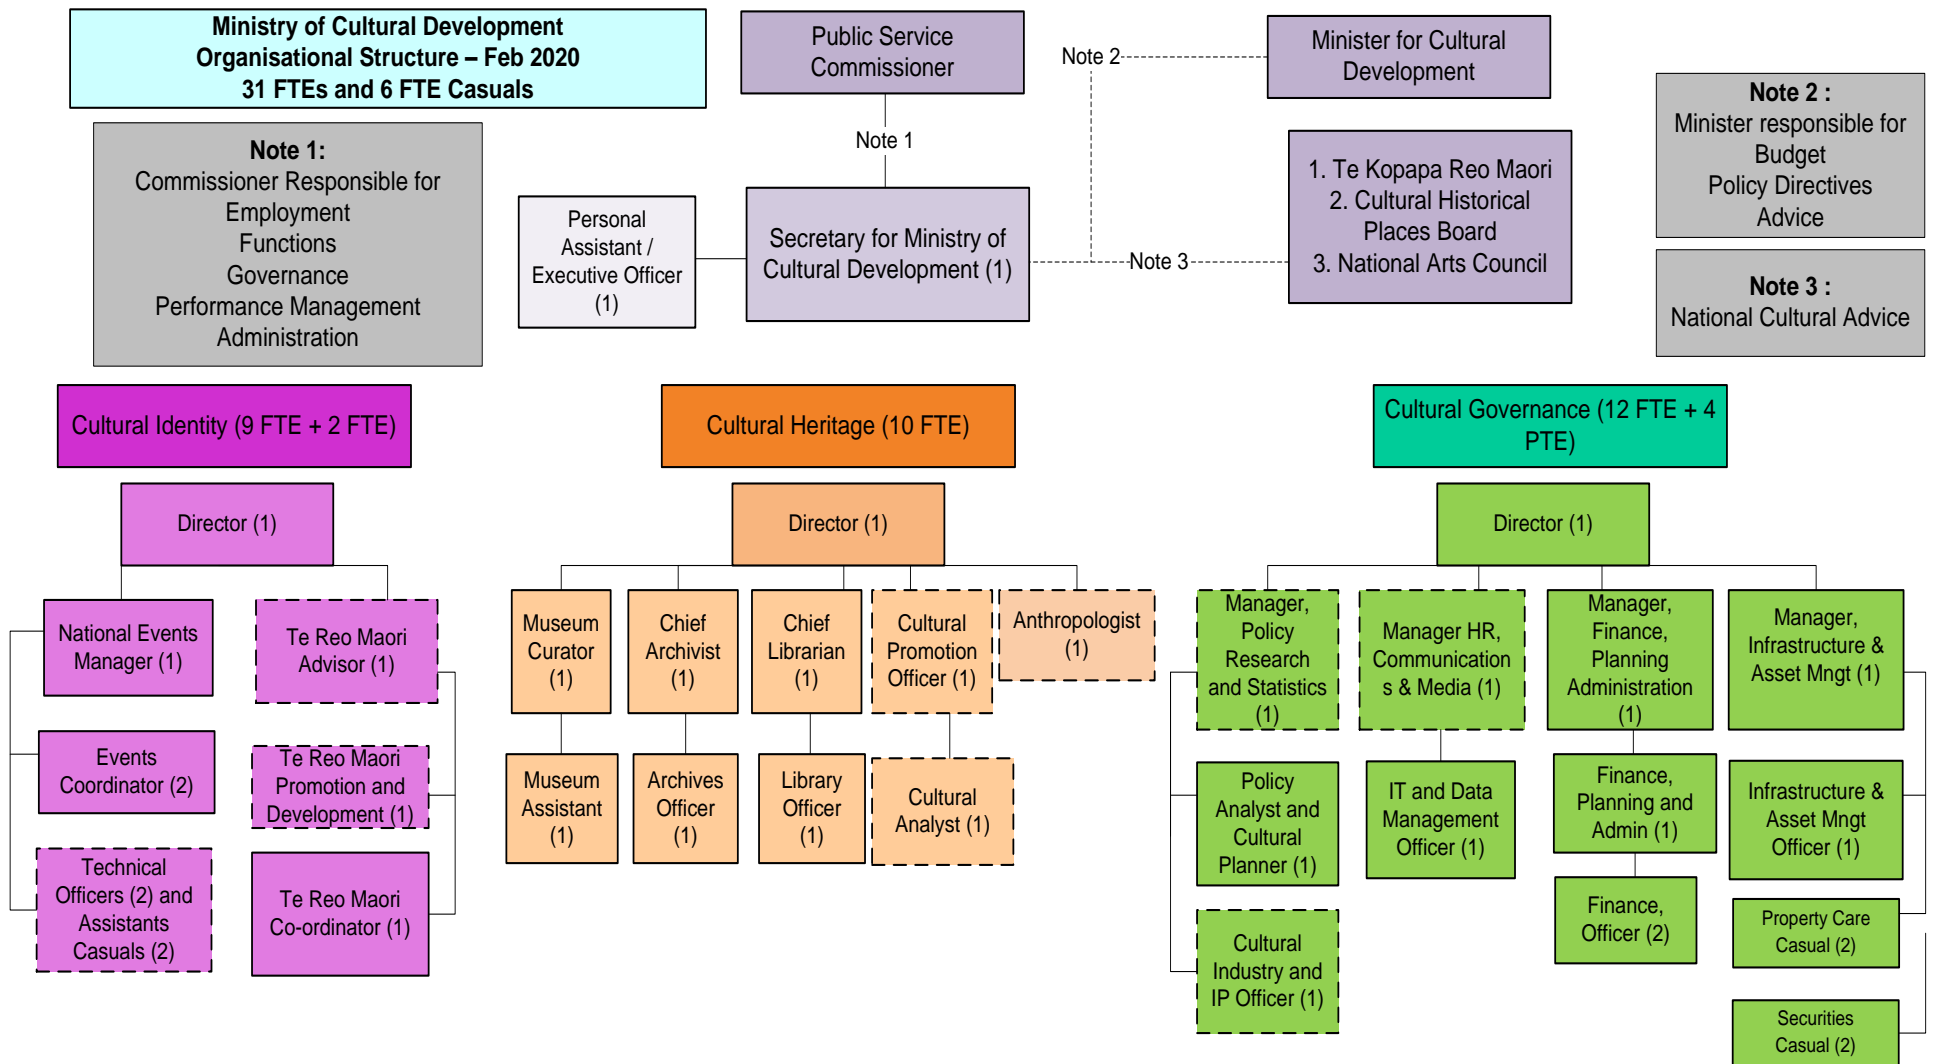 Ministry of Cultural Development
Organisational Structure – Feb 2020
31 FTEs and 6 FTE Casuals
Public Service
Commissioner
Note 2
Minister for Cultural
Development
Note 1:
Commissioner Responsible for
Employment
Functions
Governance
Performance Management
Administration
Note 1
Note 2 :
Minister responsible for
Budget
Policy Directives
Advice
1. Te Kopapa Reo Maori
2. Cultural Historical
Places Board
3. National Arts Council
Personal
Assistant /
Executive Officer
(1)
Secretary for Ministry of
Cultural Development (1)
Note 3
Note 3 :
National Cultural Advice
Cultural Identity (9 FTE + 2 FTE)
Cultural Heritage (10 FTE)
Cultural Governance (12 FTE + 4
PTE)
Director (1)
Director (1)
Director (1)
National Events
Manager (1)
Te Reo Maori
Advisor (1)
Events
Coordinator (2)
Te Reo Maori
Promotion and
Development (1)
Technical
Officers (2) and
Assistants
Casuals (2)
Te Reo Maori
Co-ordinator (1)
Museum
Curator
(1)
Chief
Archivist
(1)
Chief
Librarian
(1)
Cultural
Promotion
Officer (1)
Anthropologist
(1)
Museum
Assistant
(1)
Archives
Officer
(1)
Library
Officer
(1)
Cultural
Analyst (1)
Manager,
Policy
Research
and Statistics
(1)
Manager HR,
Communication
s & Media (1)
Manager,
Finance,
Planning
Administration
(1)
Manager,
Infrastructure &
Asset Mngt (1)
Policy
Analyst and
Cultural
Planner (1)
IT and Data
Management
Officer (1)
Finance,
Planning and
Admin (1)
Infrastructure &
Asset Mngt
Officer (1)
Cultural
Industry and
IP Officer (1)
Finance,
Officer (2)
Property Care
Casual (2)
Securities
Casual (2)